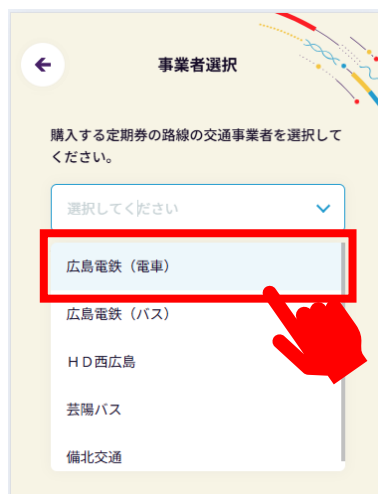 事業者選択
購入する定期券の路線の交通事業者を選択して
ください。
選択してください
広島電鉄（電車）
広島電鉄（バス）
ＨＤ西広島
芸陽バス
備北交通